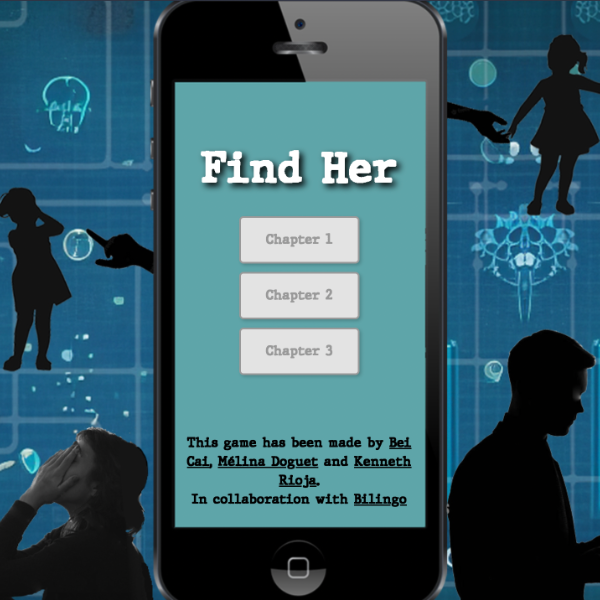 Find Her
Chapter 1
Chapter 2
Chapter 3
This game has been made by Bei
Cai, Mélina Doguet and Kenneth
Rioja.
In collaboration with Bilingo